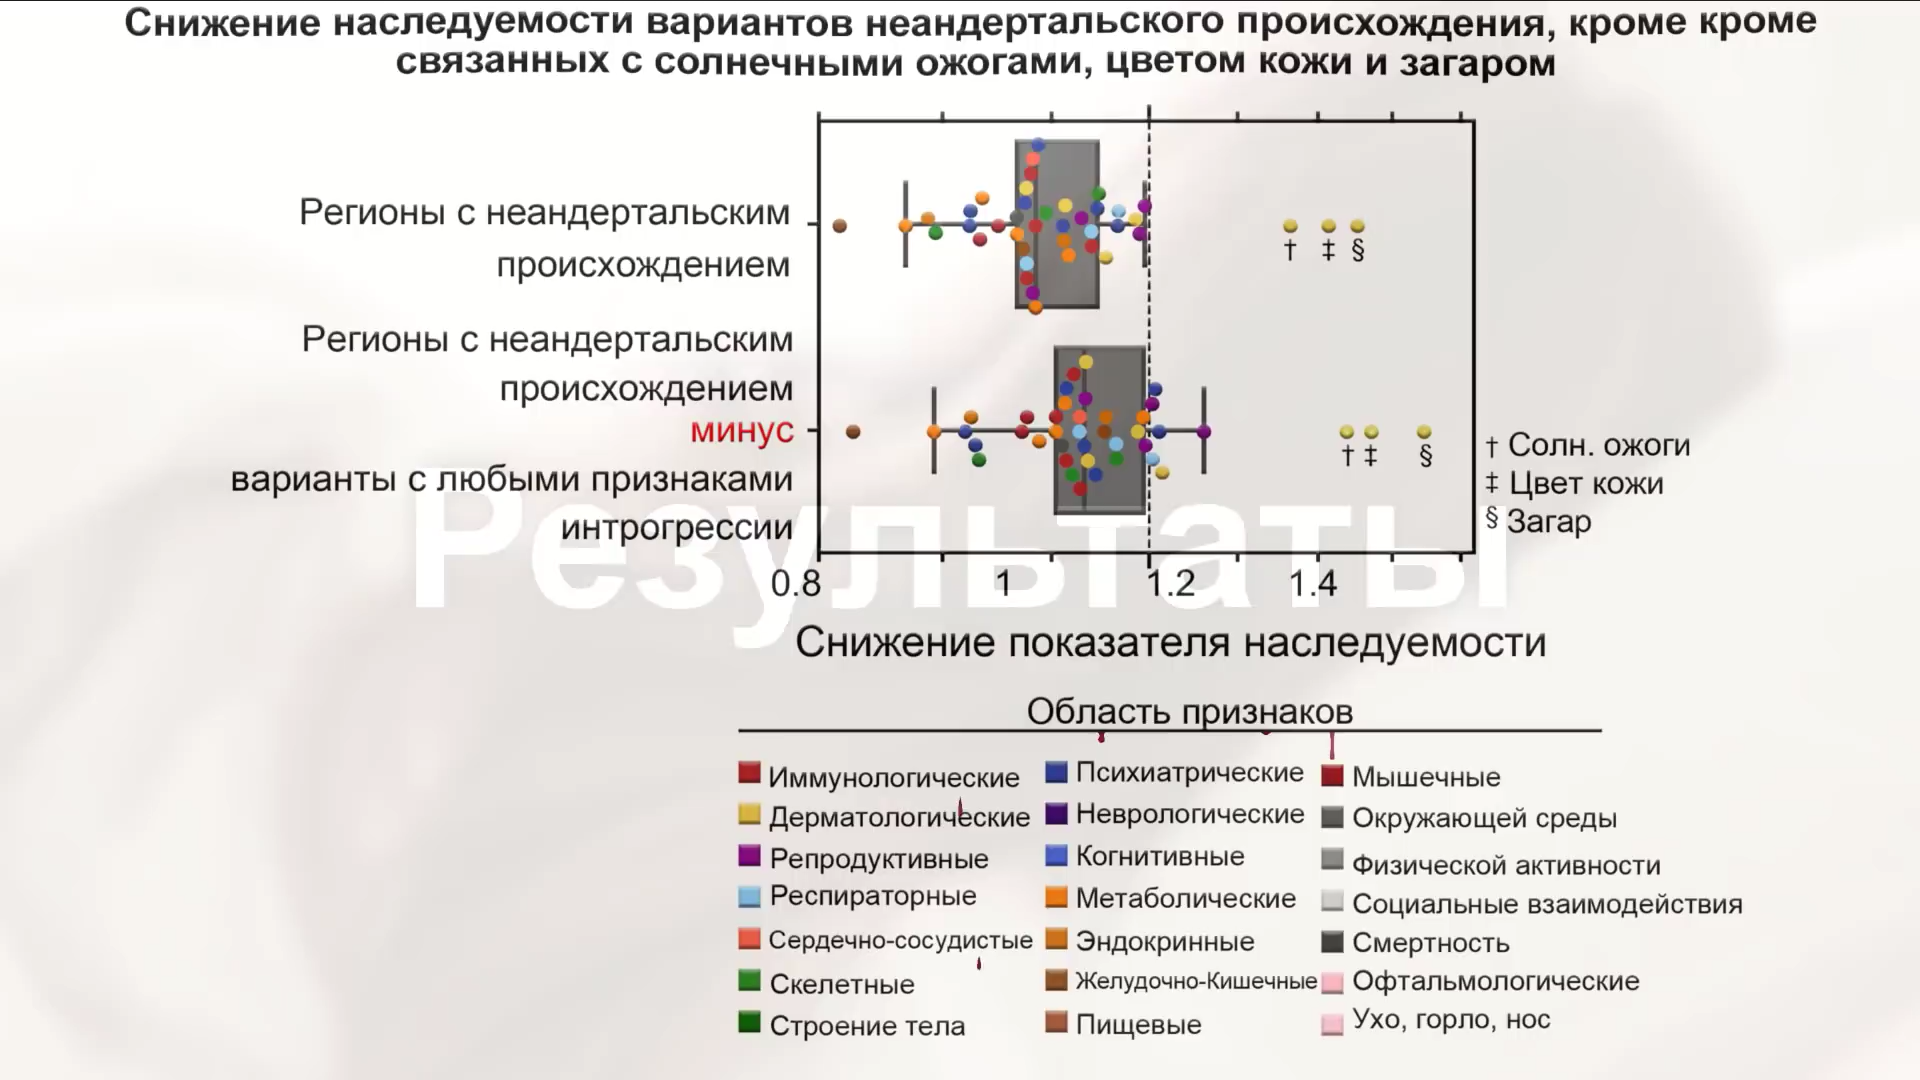 Снижение наследуемости вариантов неандертальского происхождения, кроме кроме
связанных с солнечными ожогами, цветом кожи и загаром
Регионы с неандертальским
происхождением
† ‡ §
Регионы с неандертальским
происхождением
минус
варианты с любыми признаками
интрогрессии
† ‡ §
† Солн. ожоги
‡ Цвет кожи
§ Загар
Результаты
0.8 1 1.2 1.4
Снижение показателя наследуемости
Область признаков
Иммунологические
Дерматологические
Репродуктивные
Респираторные
Сердечно-сосудистые
Скелетные
Строение тела
Психиатрические
Неврологические
Когнитивные
Метаболические
Эндокринные
Желудочно-Кишечные
Пищевые
Мышечные
Окружающей среды
Физической активности
Социальные взаимодействия
Смертность
Офтальмологические
Ухо, горло, нос